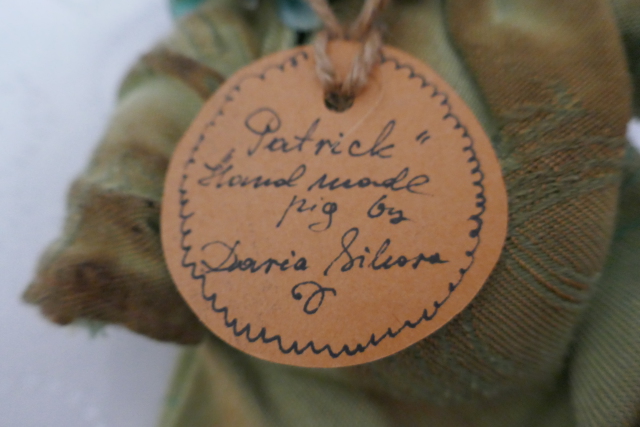 Patrick"
Hand made
pig by
Daria